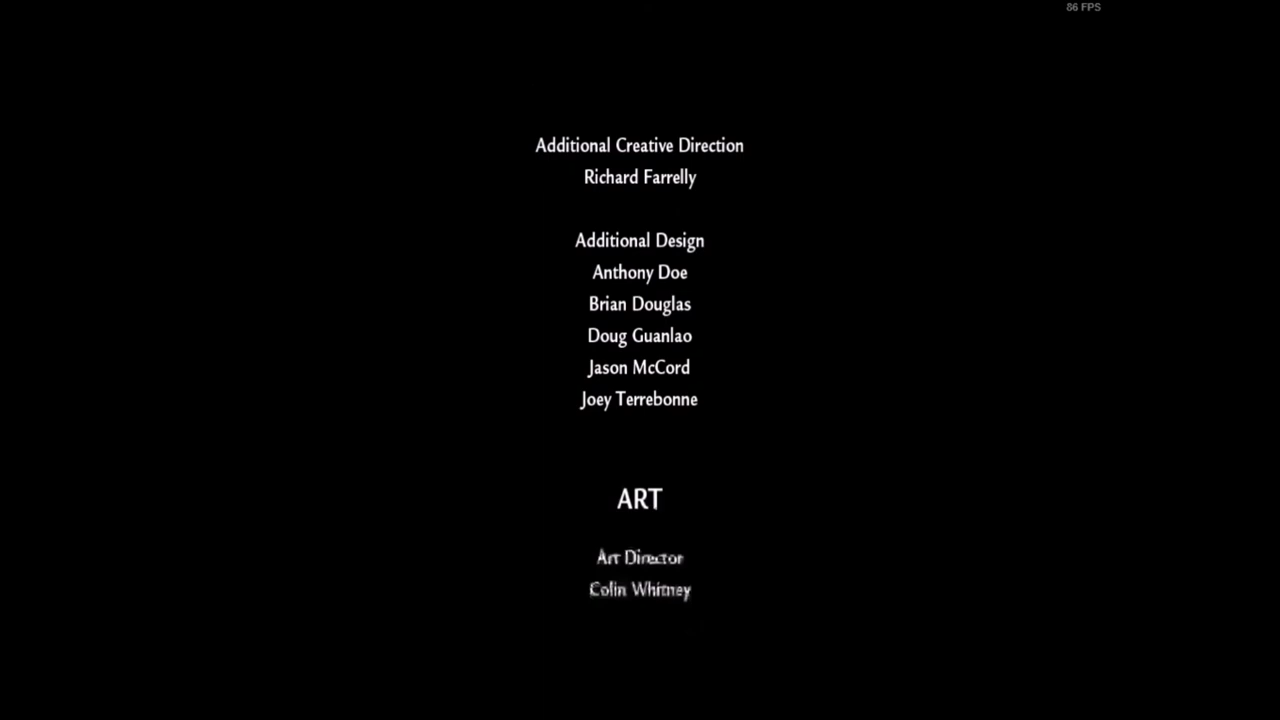 86 FPS
Additional Creative Direction
Richard Farrelly
Additional Design
Anthony Doe
Brian Douglas
Doug Guanlao
Jason McCord
Joey Terrebonne
ART
Art Director
Colin Whitney